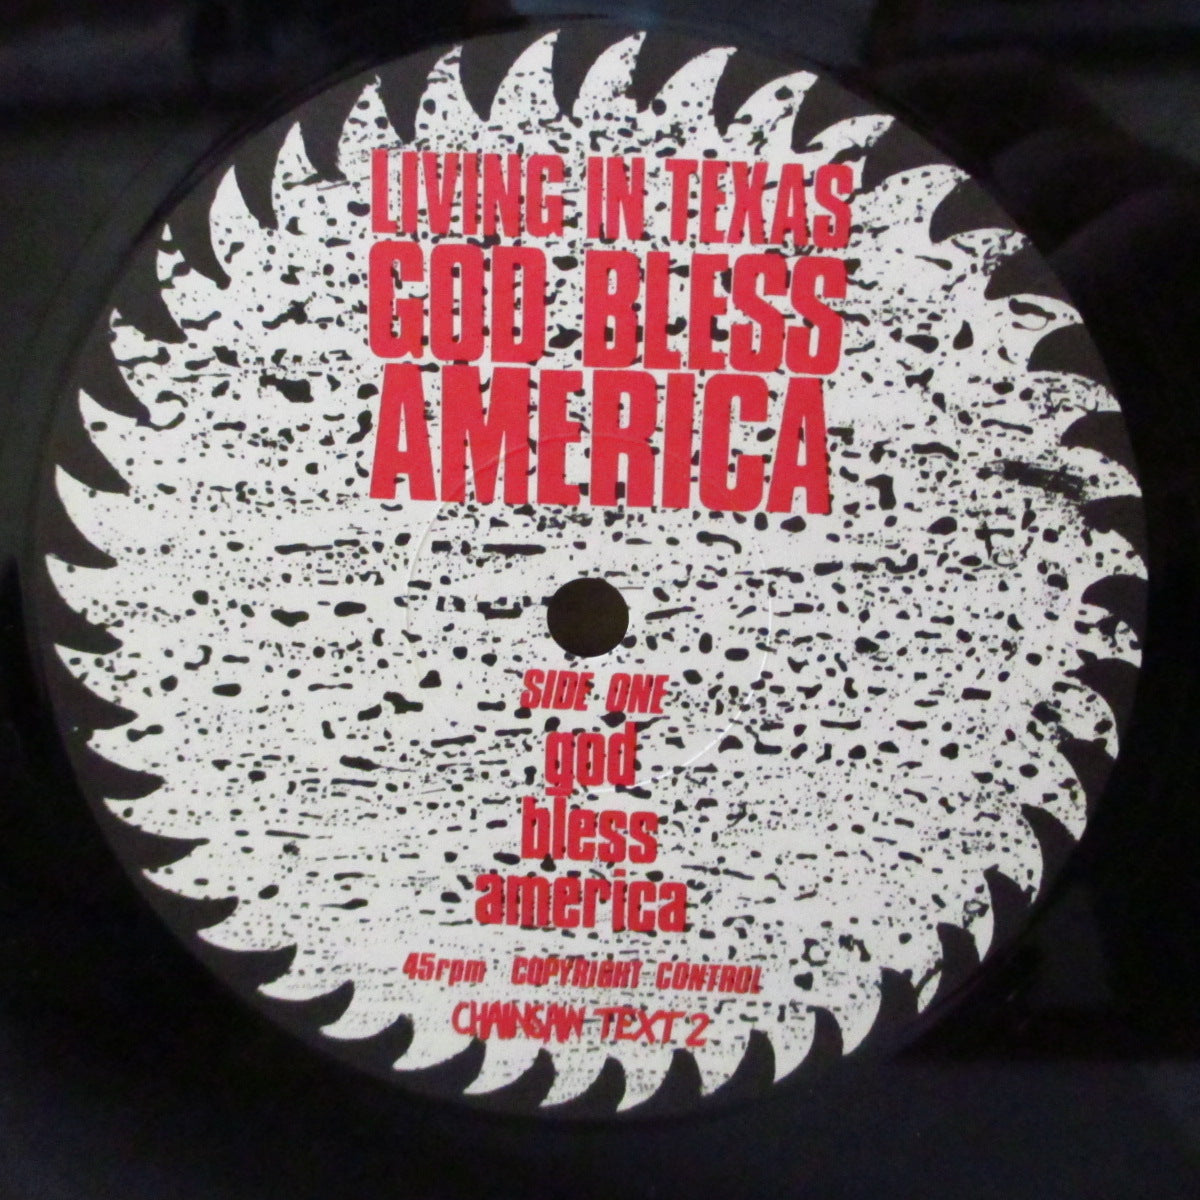 LIVING IN TEXAS
GOD BLESS
AMERICA
SIDE ONE
god
bless
america
45rpm COPYRIGHT CONTROL
CHAINSAW TEXT 2